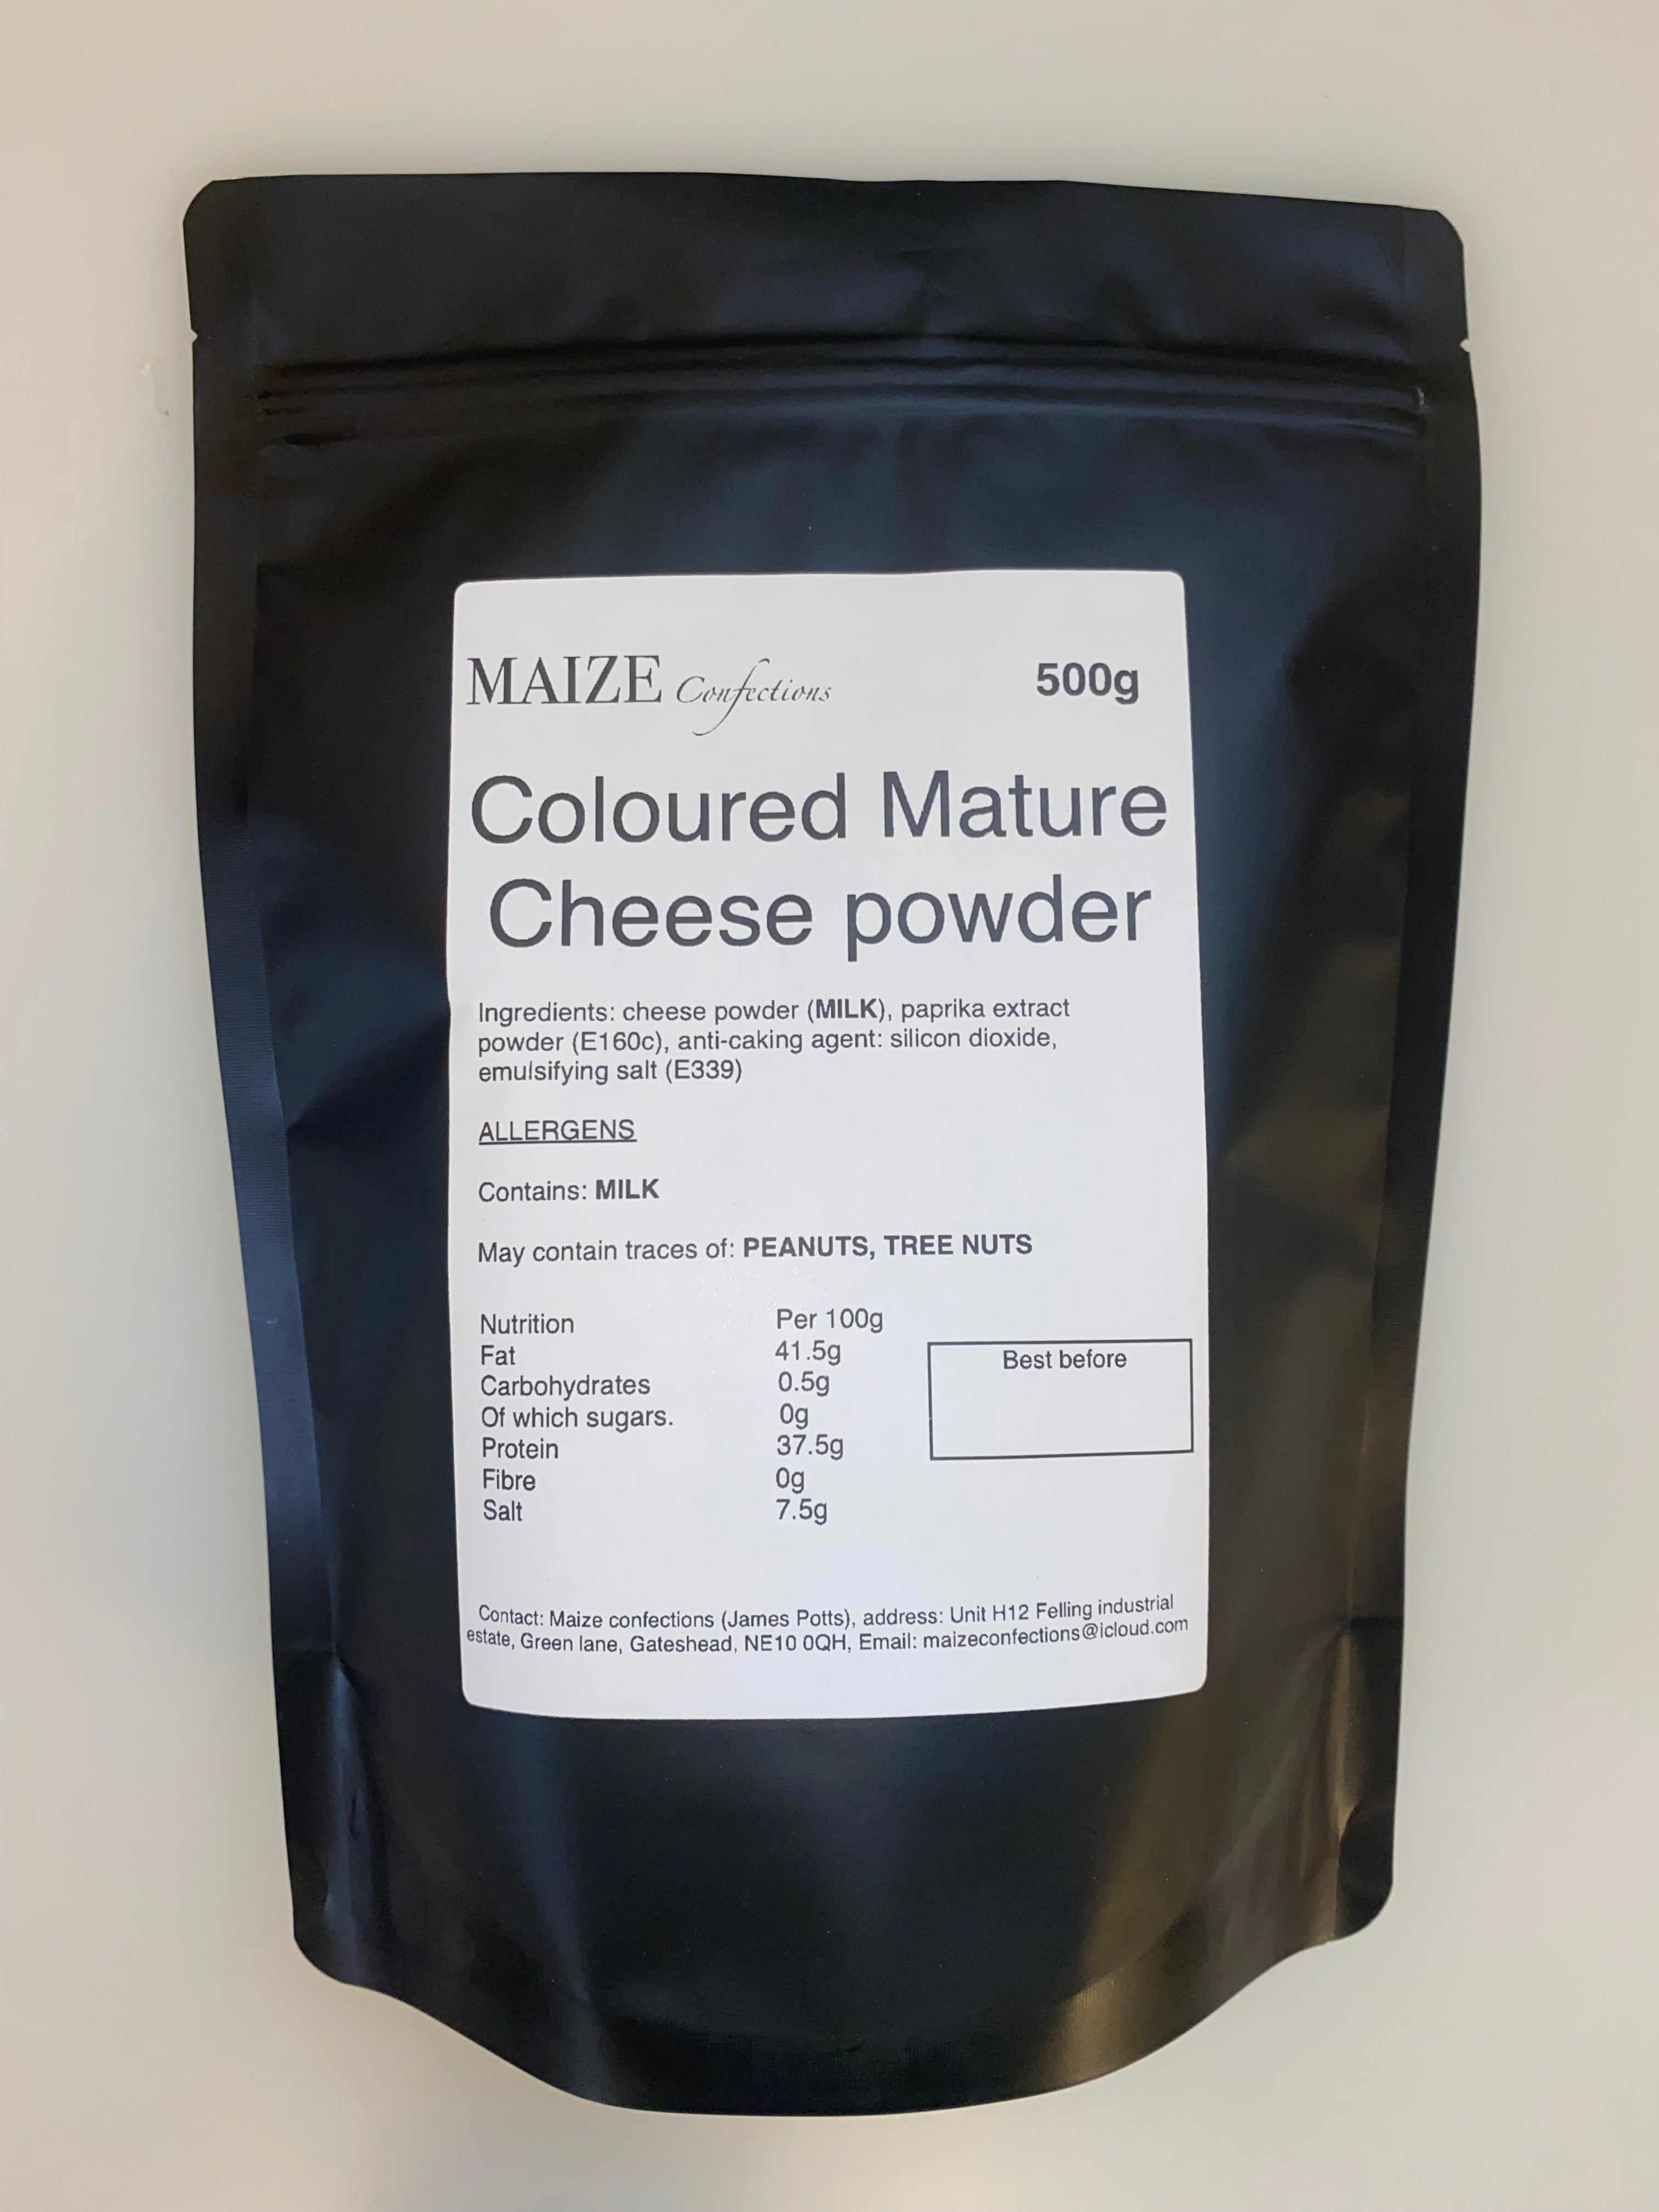 MAIZE Confections 500g
Coloured Mature
Cheese powder
Ingredients: cheese powder (MILK), paprika extract
powder (E160c), anti-caking agent: silicon dioxide,
emulsifying salt (E339)
ALLERGENS
Contains: MILK
May contain traces of: PEANUTS, TREE NUTS
Nutrition Per 100g
Fat 41.5g
Carbohydrates 0.5g
Of which sugars. 0g
Protein 37.5g
Fibre 0g
Salt 7.5g
Best before
Contact: Maize confections (James Potts), address: Unit H12 Felling industrial
estate, Green lane, Gateshead, NE10 0QH, Email: maizeconfections@icloud.com